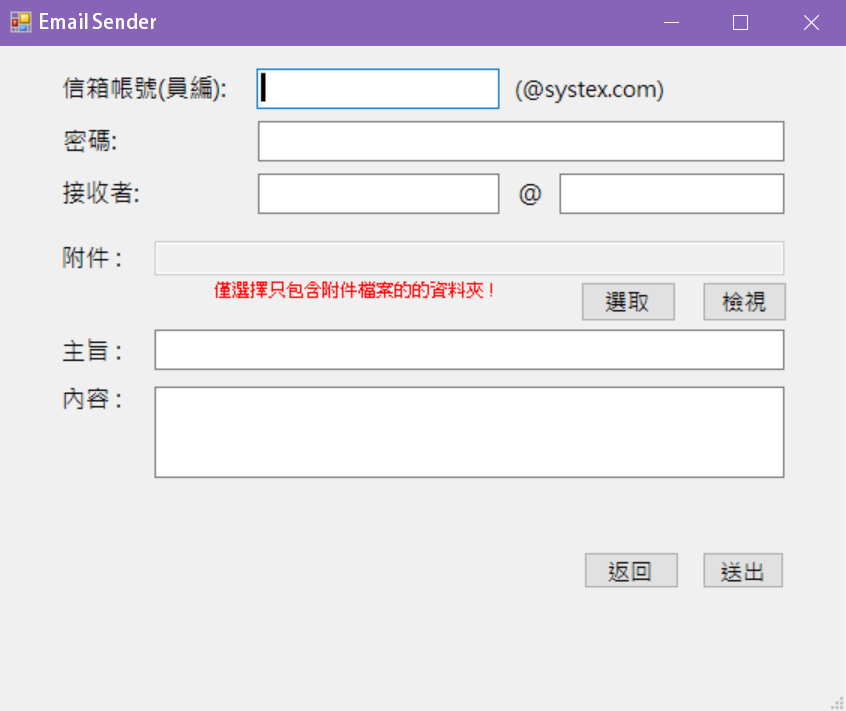 Email Sender
信箱帳號(員編): (@systex.com)
密碼:
接收者: @
附件 :
僅選擇只包含附件檔案的的資料夾 !
選取 檢視
主旨 :
內容 :
返回 送出